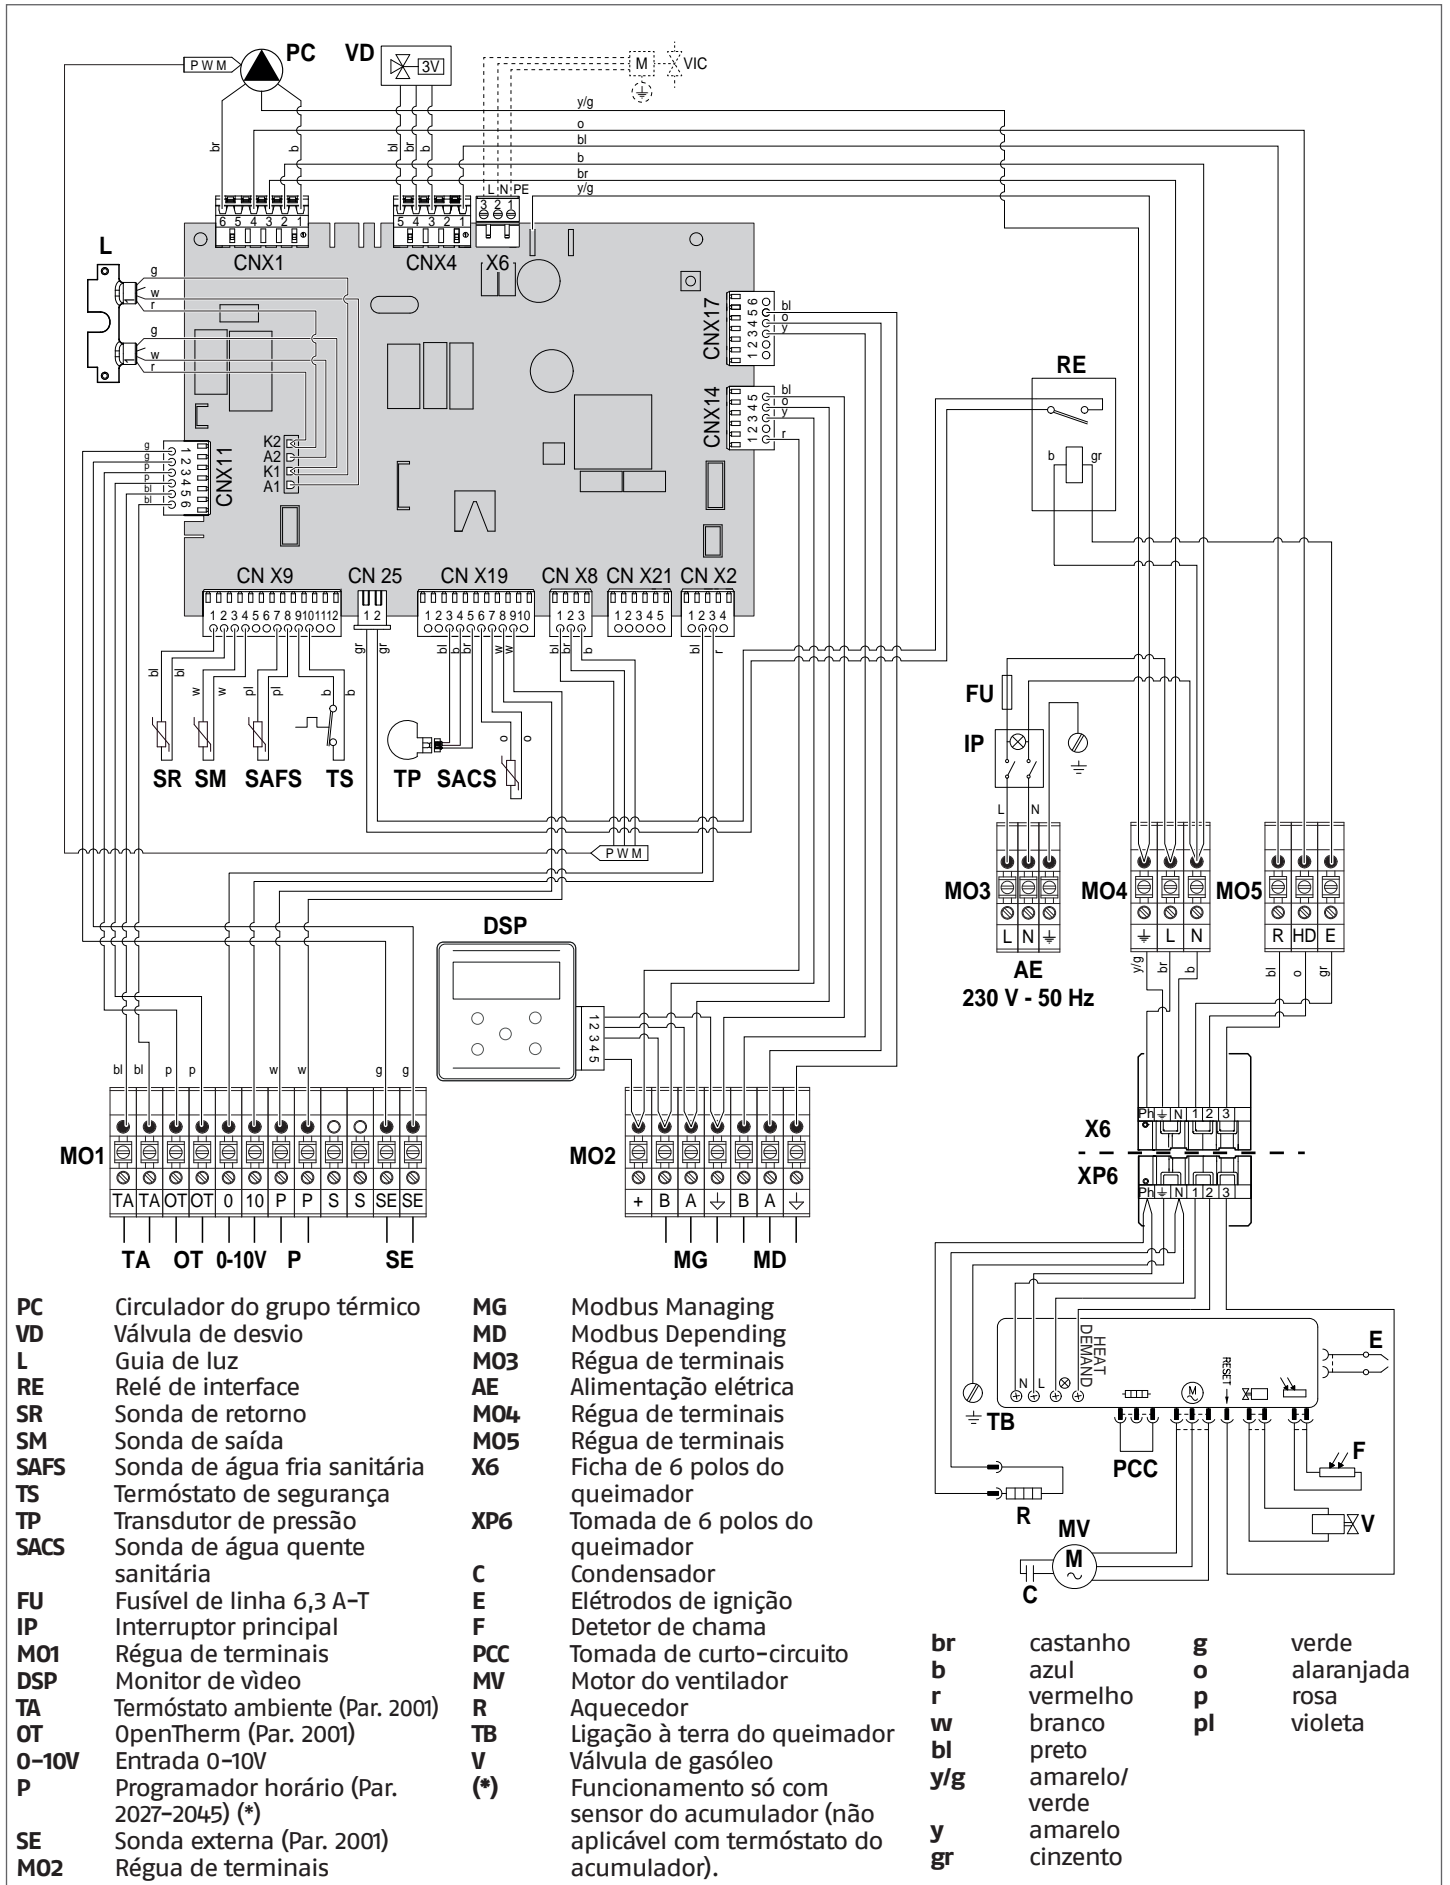 PWM
PC
VD
3V
M
VIC
y/g
o
bl
b
br
y/g
br
b
bl
br
b
L N PE
6 5 4 3 2 1
CNX1
5 4 3 2 1
CNX4
3 2 1
X6
L
g
w
r
g
w
r
K2
A2
K1
A1
CNX11
1 2 3 4 5 6
g
g
p
p
bl
bl
CNX17
1 2 3 4 5 6
bl
o
y
CNX14
1 2 3 4 5
bl
o
y
r
RE
b
gr
CN X9
1 2 3 4 5 6 7 8 9 10 11 12
CN 25
1 2
CN X19
1 2 3 4 5 6 7 8 9 10
CN X8
1 2 3
CN X21
1 2 3 4 5
CN X2
1 2 3 4
bl
bl
w
w
pl
pl
b
b
gr
gr
bl
b
br
w
w
o
o
bl
br
b
bl
r
SR
SM
SAFS
TS
TP
SACS
PWM
FU
IP
L
N
MO3
L N
AE
230 V - 50 Hz
MO4
L N
MO5
R HD E
y/g
br
b
bl
o
gr
DSP
1 2 3 4 5
bl
bl
p
p
w
w
g
g
MO1
TA TA OT OT 0 10 P P S S SE SE
TA
OT
0-10V
P
SE
MO2
+ B A B A
MG
MD
Ph N 1 2 3
X6
XP6
Ph N 1 2 3
HEAT DEMAND
N L
RESET
M
TB
PCC
E
F
V
R
MV
M
C
PC Circulador do grupo térmico
VD Válvula de desvio
L Guia de luz
RE Relé de interface
SR Sonda de retorno
SM Sonda de saída
SAFS Sonda de água fria sanitária
TS Termóstato de segurança
TP Transdutor de pressão
SACS Sonda de água quente
sanitária
FU Fusível de linha 6,3 A-T
IP Interruptor principal
MO1 Régua de terminais
DSP Monitor de vìdeo
TA Termóstato ambiente (Par. 2001)
OT OpenTherm (Par. 2001)
0-10V Entrada 0-10V
P Programador horário (Par.
2027-2045) (*)
SE Sonda externa (Par. 2001)
MO2 Régua de terminais
MG Modbus Managing
MD Modbus Depending
MO3 Régua de terminais
AE Alimentação elétrica
MO4 Régua de terminais
MO5 Régua de terminais
X6 Ficha de 6 polos do
queimador
XP6 Tomada de 6 polos do
queimador
C Condensador
E Elétrodos de ignição
F Detetor de chama
PCC Tomada de curto-circuito
MV Motor do ventilador
R Aquecedor
TB Ligação à terra do queimador
V Válvula de gasóleo
(*) Funcionamento só com
sensor do acumulador (não
aplicável com termóstato do
acumulador).
br castanho
b azul
r vermelho
w branco
bl preto
y/g amarelo/
verde
y amarelo
gr cinzento
g verde
o alaranjada
p rosa
pl violeta